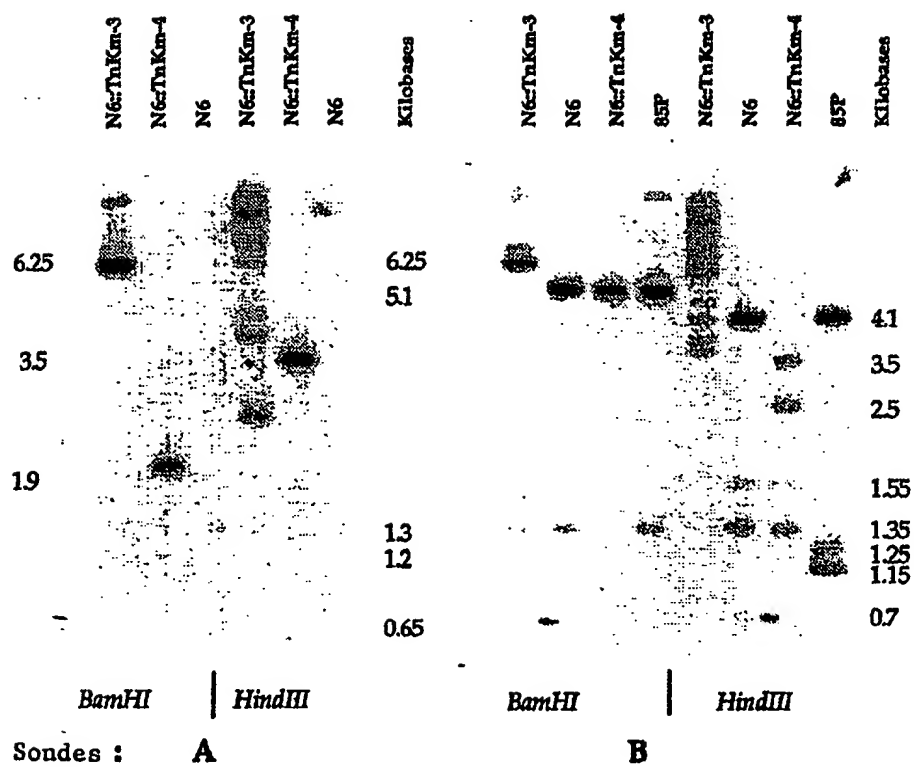 N6::TnKm-3
N6::TnKm-4
N6
N6::TnKm-3
N6::TnKm-4
N6
Kilobases
N6::TnKm-3
N6
N6::TnKm-4
85P
N6::TnKm-3
N6
N6::TnKm-4
85P
Kilobases
6.25
3.5
1.9
6.25
5.1
1.3
1.2
0.65
4.1
3.5
2.5
1.55
1.35
1.25
1.15
0.7
BamHI | HindIII
BamHI | HindIII
Sondes : A B